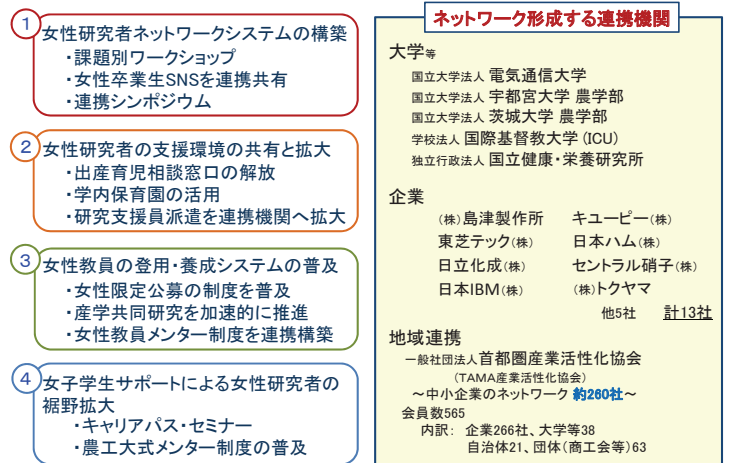 1
女性研究者ネットワークシステムの構築
・課題別ワークショップ
・女性卒業生SNSを連携共有
・連携シンポジウム
2
女性研究者の支援環境の共有と拡大
・出産育児相談窓口の解放
・学内保育園の活用
・研究支援員派遣を連携機関へ拡大
3
女性教員の登用・養成システムの普及
・女性限定公募の制度を普及
・産学共同研究を加速的に推進
・女性教員メンター制度を連携構築
4
女子学生サポートによる女性研究者の
裾野拡大
・キャリアパス・セミナー
・農工大式メンター制度の普及
ネットワーク形成する連携機関
大学等
国立大学法人 電気通信大学
国立大学法人 宇都宮大学 農学部
国立大学法人 茨城大学 農学部
学校法人 国際基督教大学 (ICU)
独立行政法人 国立健康・栄養研究所
企業
(株)島津製作所 キユーピー(株)
東芝テック(株) 日本ハム(株)
日立化成(株) セントラル硝子(株)
日本IBM(株) (株)トクヤマ
他5社 計13社
地域連携
一般社団法人首都圏産業活性化協会
(TAMA産業活性化協会)
~中小企業のネットワーク 約260社~
会員数565
内訳: 企業266社、大学等38
自治体21、団体(商工会等)63